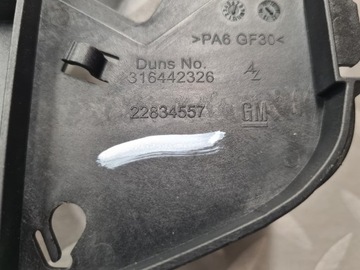 >PA6 GF30<
Duns No.
316442326
22834557
GM